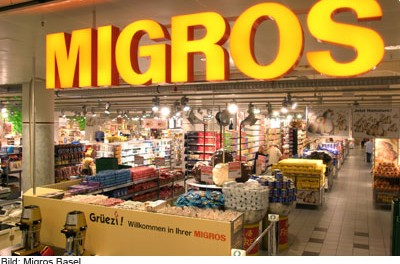 MIGROS
Grüezi! Willkommen in Ihrer MIGROS
Bild: Migros Basel